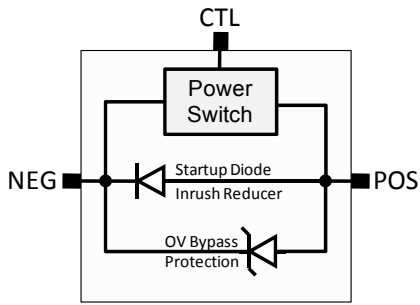 CTL
Power
Switch
NEG
Startup Diode
Inrush Reducer
POS
OV Bypass
Protection